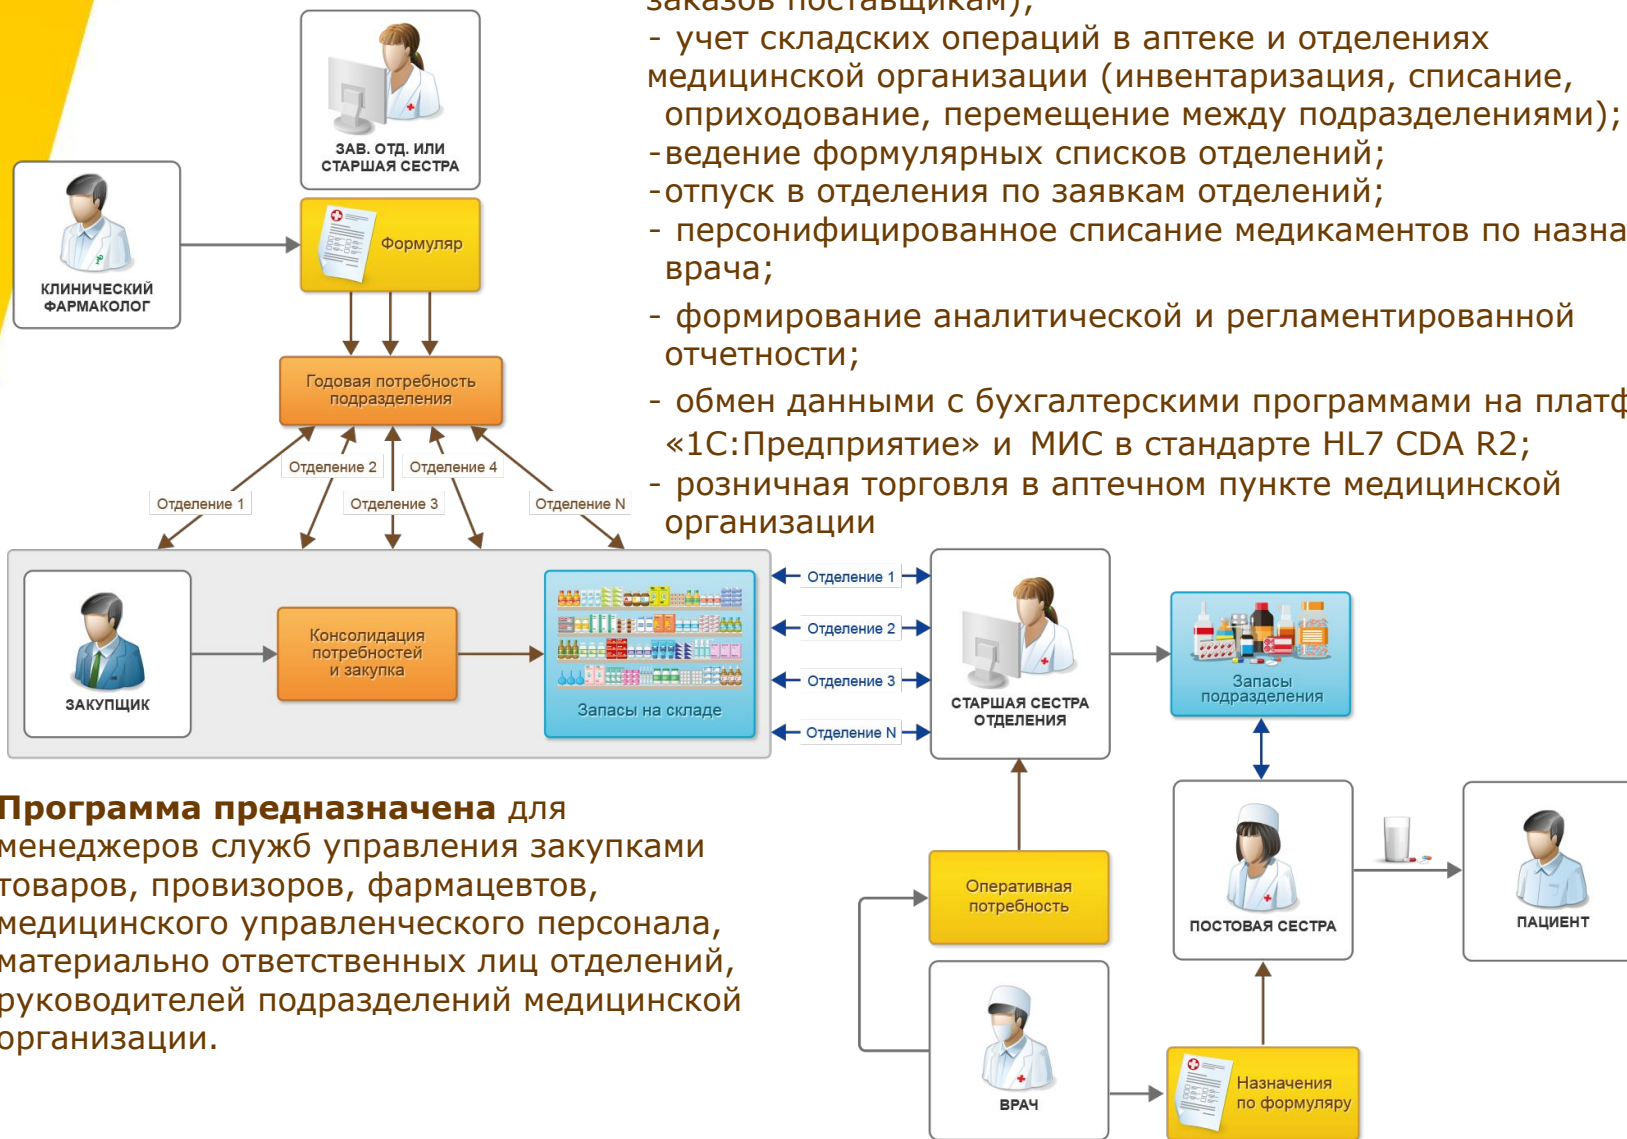 заказов поставщикам);
- учет складских операций в аптеке и отделениях
медицинской организации (инвентаризация, списание,
оприходование, перемещение между подразделениями);
-ведение формулярных списков отделений;
-отпуск в отделения по заявкам отделений;
- персонифицированное списание медикаментов по назна
врача;
- формирование аналитической и регламентированной
отчетности;
- обмен данными с бухгалтерскими программами на платф
«1С:Предприятие» и МИС в стандарте HL7 CDA R2;
- розничная торговля в аптечном пункте медицинской
организации
ЗАВ. ОТД. ИЛИ
СТАРШАЯ СЕСТРА
КЛИНИЧЕСКИЙ
ФАРМАКОЛОГ
Формуляр
Годовая потребность
подразделения
Отделение 1
Отделение 2
Отделение 3
Отделение 4
Отделение N
ЗАКУПЩИК
Консолидация
потребностей
и закупка
Запасы на складе
Отделение 1
Отделение 2
Отделение 3
Отделение N
СТАРШАЯ СЕСТРА
ОТДЕЛЕНИЯ
Запасы
подразделения
Программа предназначена для
менеджеров служб управления закупками
товаров, провизоров, фармацевтов,
медицинского управленческого персонала,
материально ответственных лиц отделений,
руководителей подразделений медицинской
организации.
Оперативная
потребность
ПОСТОВАЯ СЕСТРА
ПАЦИЕНТ
ВРАЧ
Назначения
по формуляру